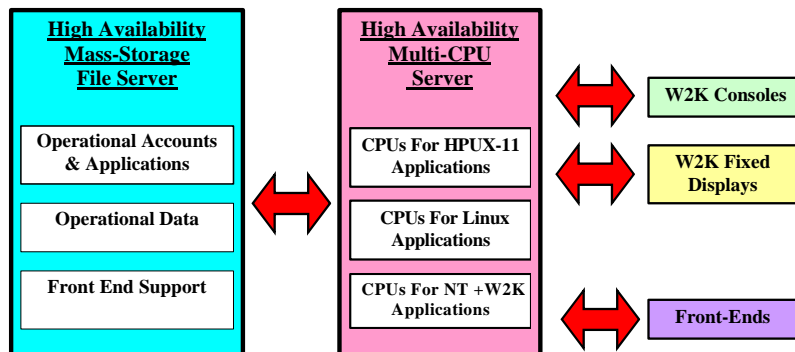 High Availability
Mass-Storage
File Server
Operational Accounts
& Applications
Operational Data
Front End Support
High Availability
Multi-CPU
Server
CPUs For HPUX-11
Applications
CPUs For Linux
Applications
CPUs For NT +W2K
Applications
W2K Consoles
W2K Fixed
Displays
Front-Ends